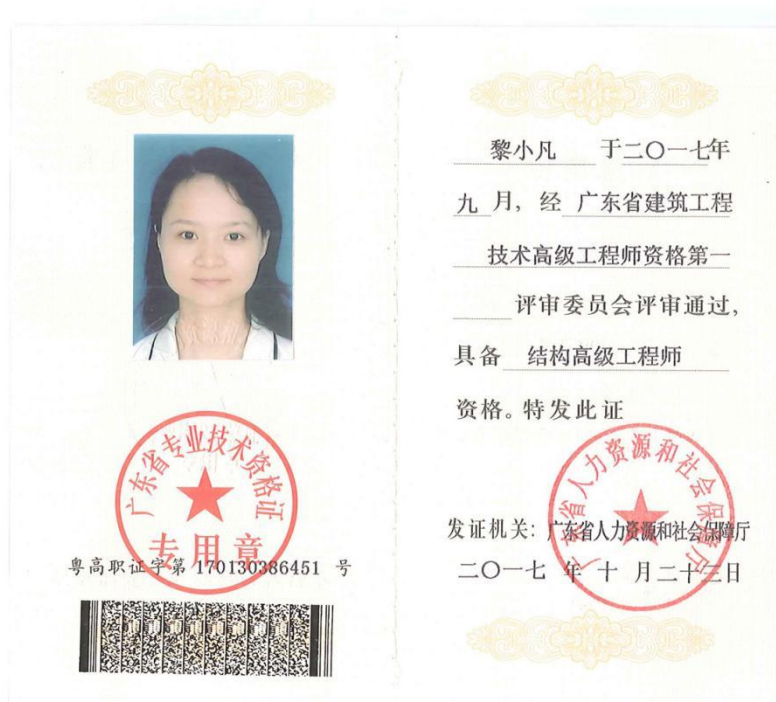 广东省专业技术资格证
专用章
粤高职证字第 1701030386451 号
黎小凡 于二〇一七年
九月，经 广东省建筑工程
技术高级工程师资格第一
评审委员会评审通过，
具备 结构高级工程师
资格。特发此证
广东省人力资源和社会保障厅
发证机关：广东省人力资源和社会保障厅
二〇一七 年 十 月二十三日